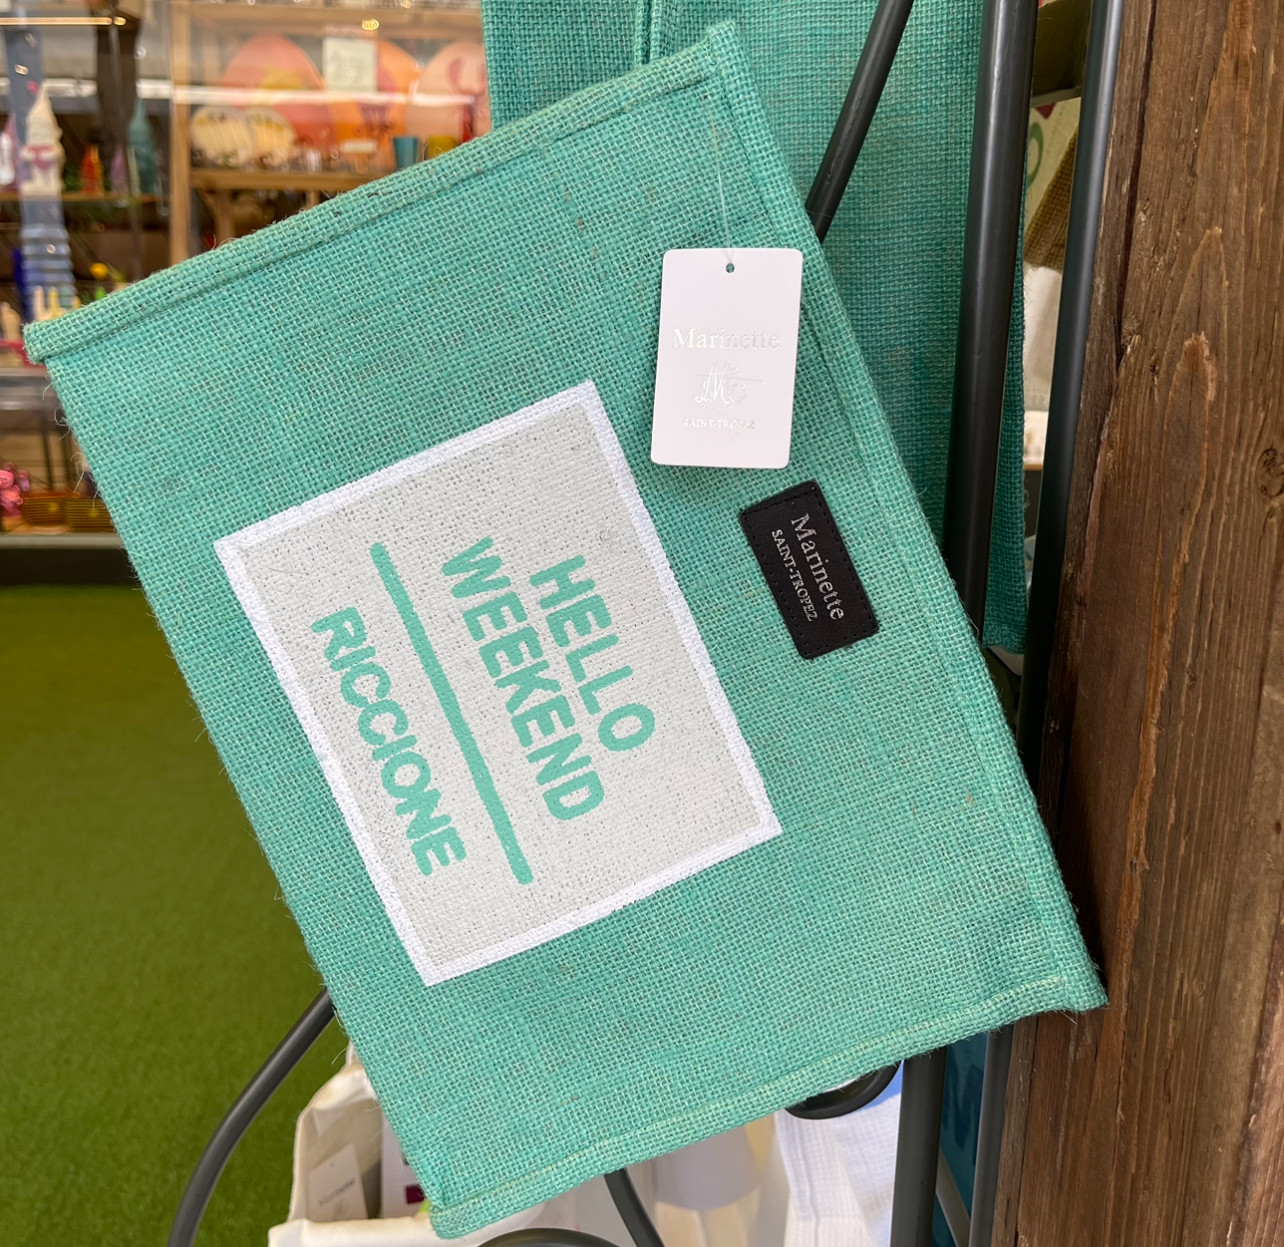 Marinette
SAINT-TROPEZ
Marinette
SAINT-TROPEZ
HELLO
WEEKEND
RICCIONE